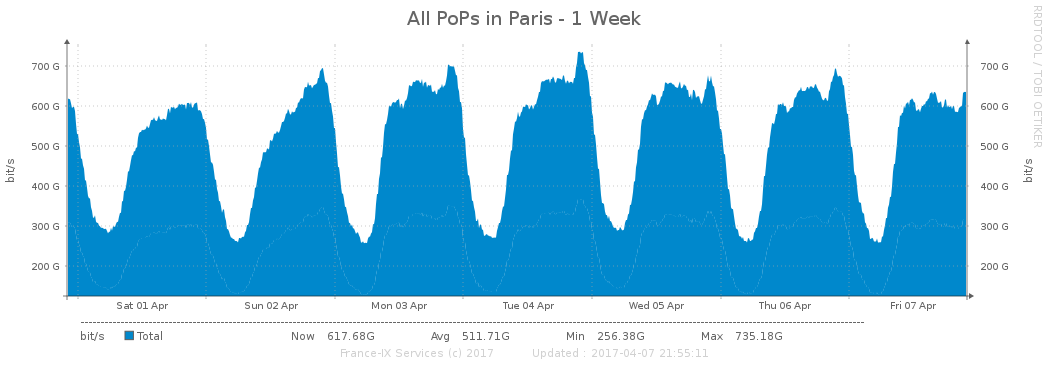 All PoPs in Paris - 1 Week
RRDTOOL / TOBI OETIKER
bit/s
bit/s
700 G 700 G
600 G 600 G
500 G 500 G
400 G 400 G
300 G 300 G
200 G 200 G
Sat 01 Apr Sun 02 Apr Mon 03 Apr Tue 04 Apr Wed 05 Apr Thu 06 Apr Fri 07 Apr
bit/s Total Now 617.68G Avg 511.71G Min 256.38G Max 735.18G
France-IX Services (c) 2017 Updated : 2017-04-07 21:55:11